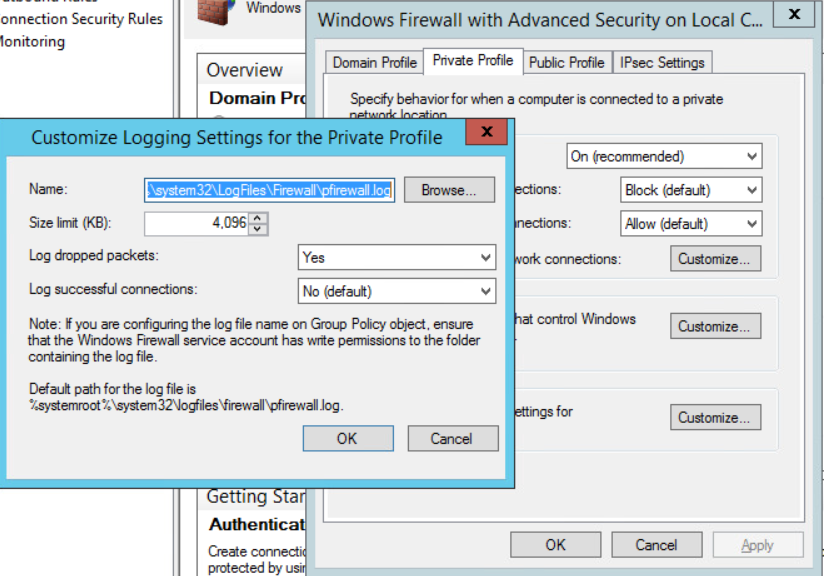 onnection Security Rules
Monitoring
Windows
Overview
Domain Pro
Windows Firewall with Advanced Security on Local C...
x
Domain Profile
Private Profile
Public Profile
IPsec Settings
Specify behavior for when a computer is connected to a private
network location.
On (recommended)
ections:
Block (default)
nnections:
Allow (default)
work connections:
Customize...
hat control Windows
Customize...
ettings for
Customize...
OK
Cancel
Apply
Customize Logging Settings for the Private Profile
x
Name:
:\system32\LogFiles\Firewall\pfirewall.log
Browse...
Size limit (KB):
4,096
Log dropped packets:
Yes
Log successful connections:
No (default)
Note: If you are configuring the log file name on Group Policy object, ensure
that the Windows Firewall service account has write permissions to the folder
containing the log file.
Default path for the log file is
%systemroot%\system32\logfiles\firewall\pfirewall.log.
OK
Cancel
Getting Star
Authenticat
Create connectio
protected by usin